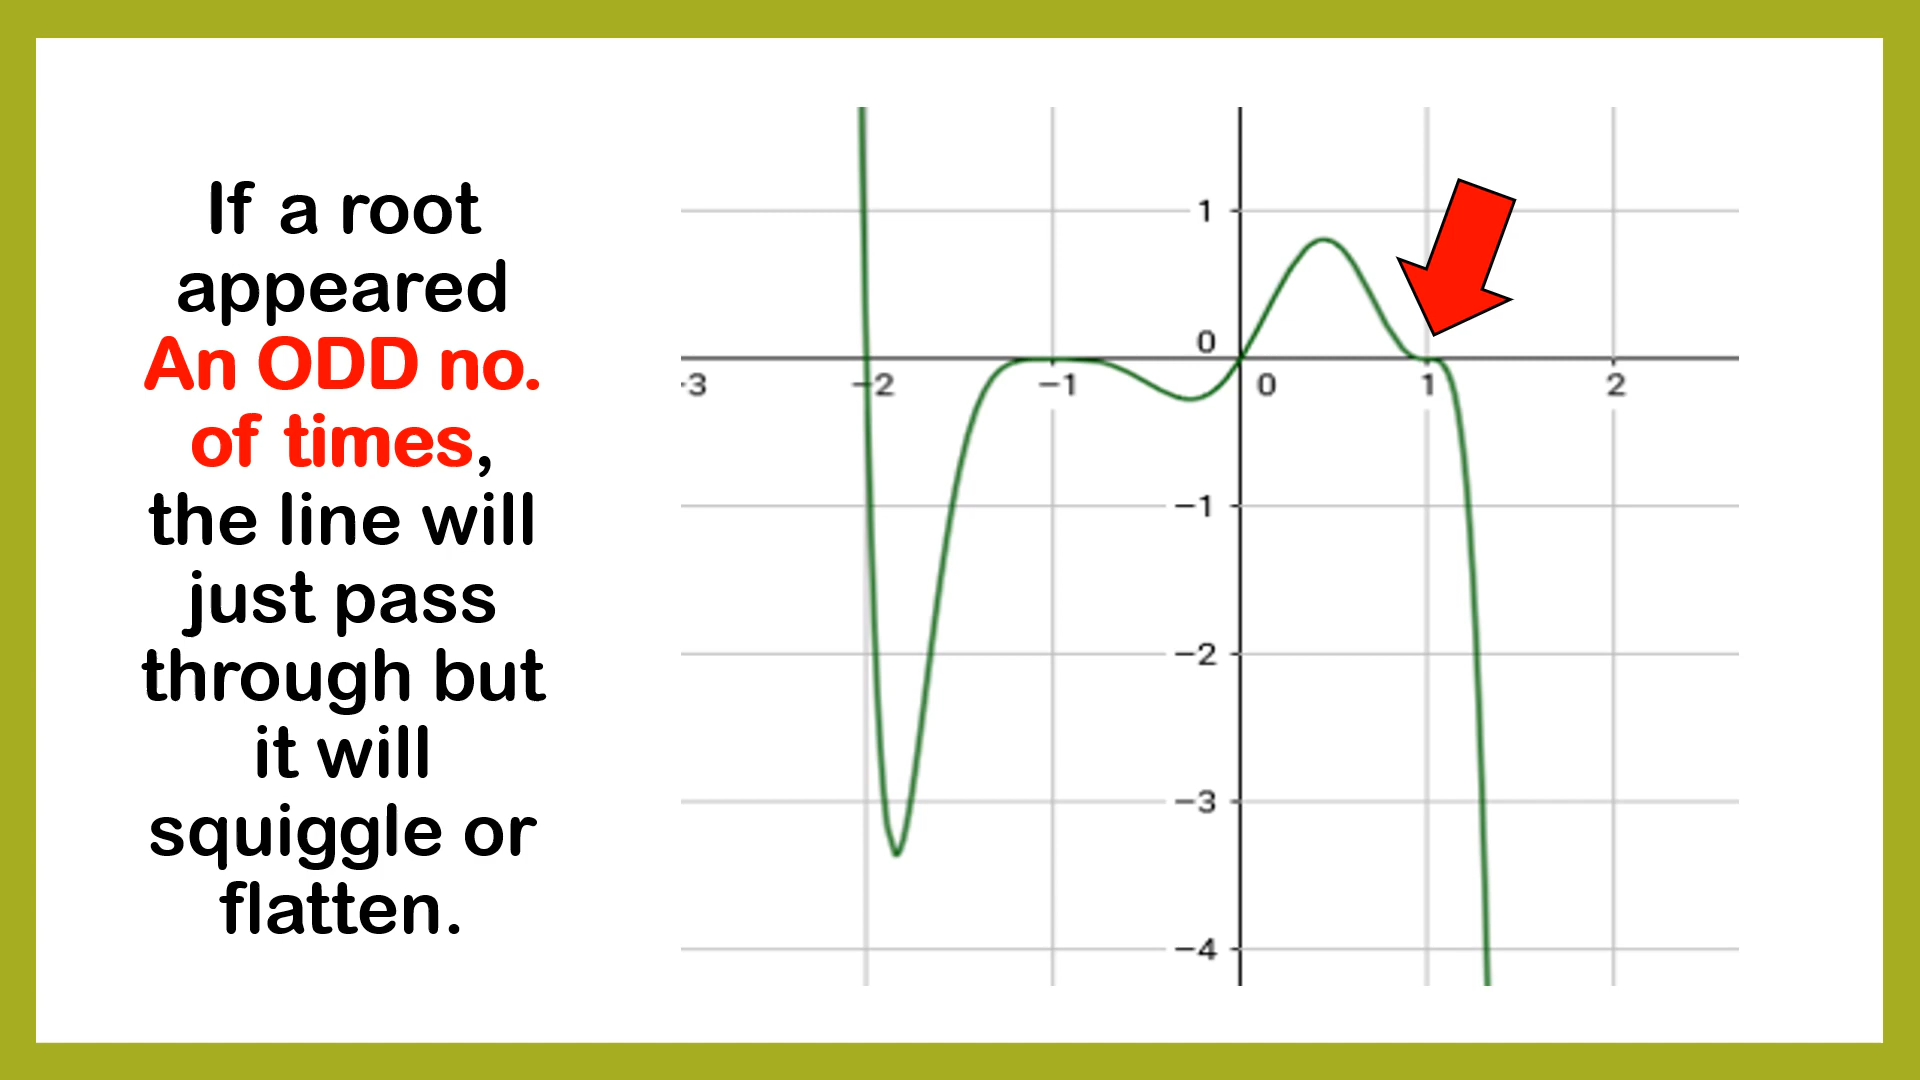 If a root
appeared
An ODD no.
of times,
the line will
just pass
through but
it will
squiggle or
flatten.
1
0
-3
−2
−1
0
1
2
−1
−2
−3
−4